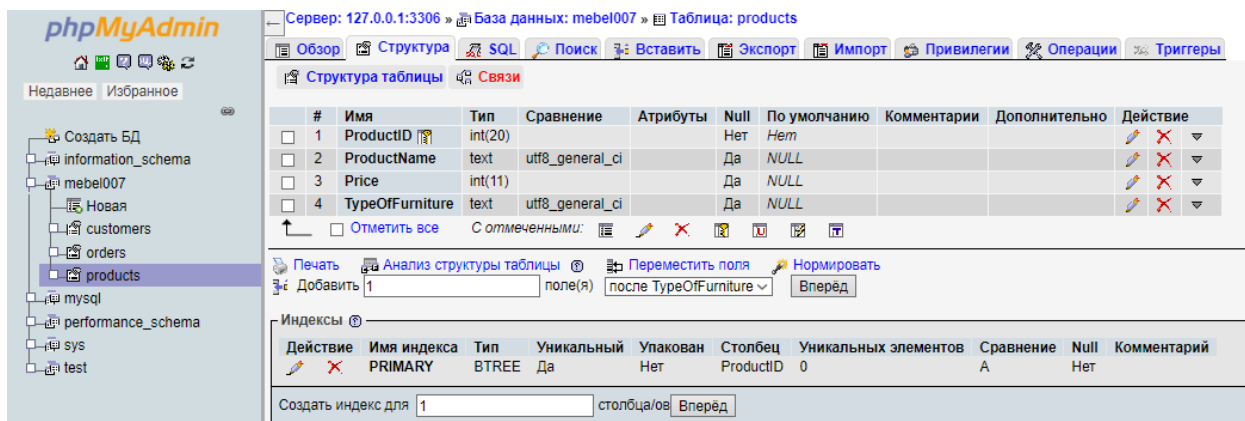 phpMyAdmin
Недавнее Избранное
Создать БД
information_schema
mebel007
Новая
customers
orders
products
mysql
performance_schema
sys
test
Сервер: 127.0.0.1:3306 » База данных: mebel007 » Таблица: products
Обзор Структура SQL Поиск Вставить Экспорт Импорт Привилегии Операции Триггеры
Структура таблицы Связи
# Имя Тип Сравнение Атрибуты Null По умолчанию Комментарии Дополнительно Действие
1 ProductID int(20) Нет Нет
2 ProductName text utf8_general_ci Да NULL
3 Price int(11) Да NULL
4 TypeOfFurniture text utf8_general_ci Да NULL
Отметить все С отмеченными:
Печать Анализ структуры таблицы Переместить поля Нормировать
Добавить 1 поле(я) после TypeOfFurniture Вперёд
Индексы
Действие Имя индекса Тип Уникальный Упакован Столбец Уникальных элементов Сравнение Null Комментарий
PRIMARY BTREE Да Нет ProductID 0 A Нет
Создать индекс для 1 столбца/ов Вперёд